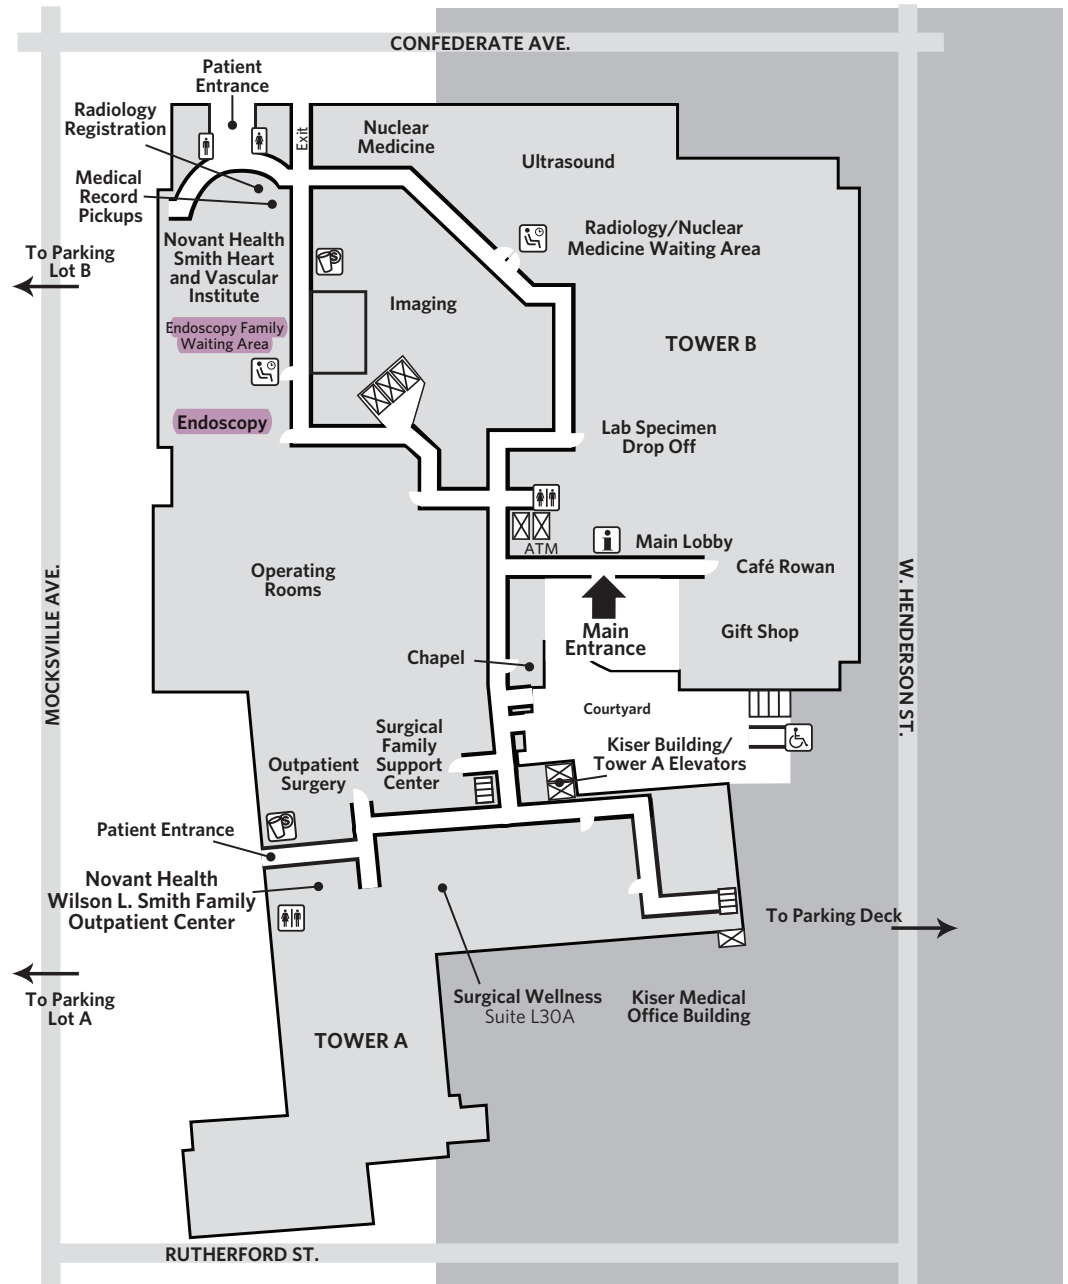 CONFEDERATE AVE.
Patient
Entrance
Radiology
Registration
Exit
Nuclear
Medicine
Ultrasound
Medical
Record
Pickups
To Parking
Lot B
Novant Health
Smith Heart
and Vascular
Institute
Radiology/Nuclear
Medicine Waiting Area
Imaging
Endoscopy Family
Waiting Area
TOWER B
Endoscopy
Lab Specimen
Drop Off
ATM
Main Lobby
Café Rowan
Operating
Rooms
MOCKSVILLE AVE.
W. HENDERSON ST.
Main
Entrance
Gift Shop
Chapel
Courtyard
Surgical
Family
Support
Center
Kiser Building/
Tower A Elevators
Outpatient
Surgery
Patient Entrance
Novant Health
Wilson L. Smith Family
Outpatient Center
To Parking Deck
To Parking
Lot A
Surgical Wellness
Suite L30A
Kiser Medical
Office Building
TOWER A
RUTHERFORD ST.